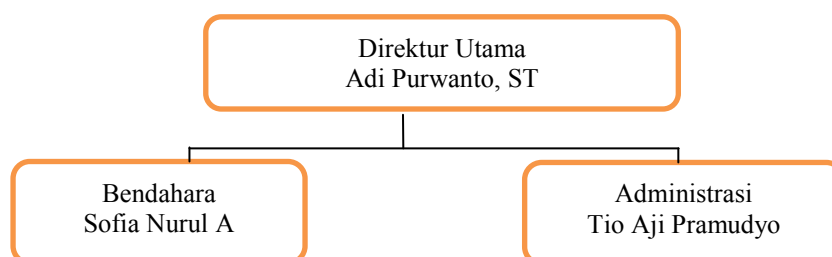 Direktur Utama
Adi Purwanto, ST
Bendahara
Sofia Nurul A
Administrasi
Tio Aji Pramudyo